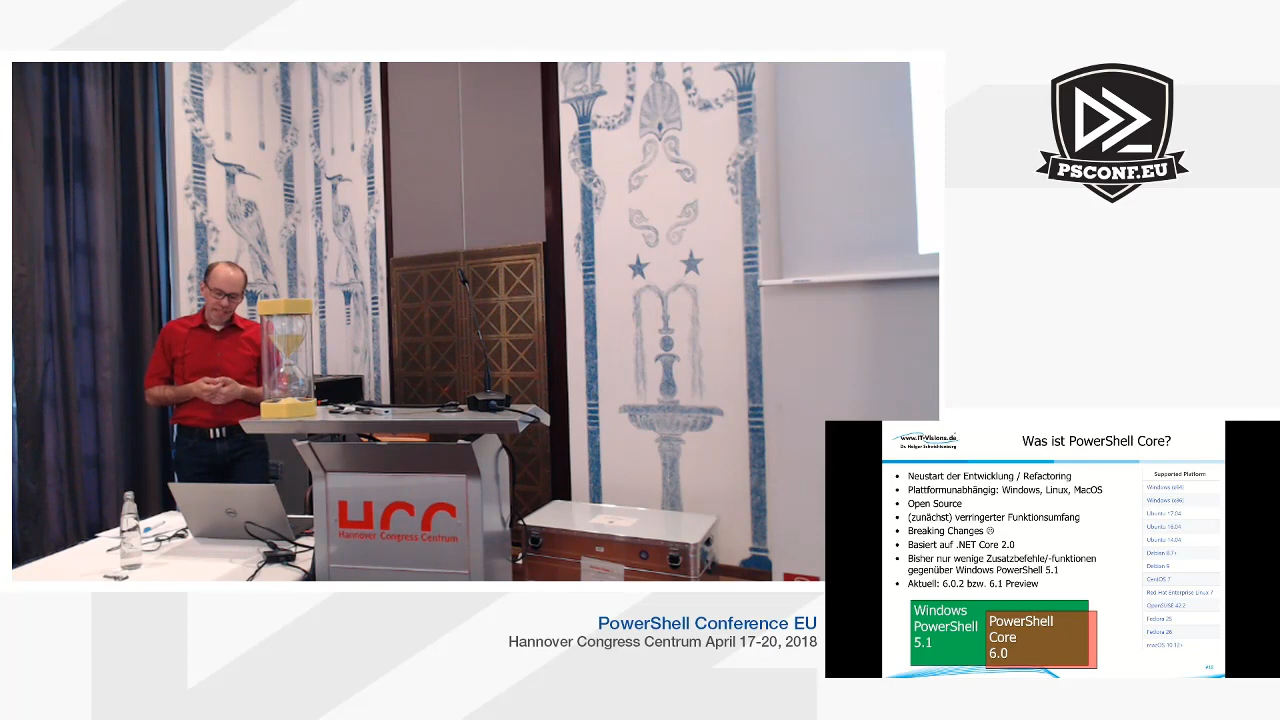 PSCONF.EU
HCC
Hannover Congress Centrum
DELL
PowerShell Conference EU
Hannover Congress Centrum April 17-20, 2018
www.IT-Visions.de
Dr. Holger Schwichtenberg
Was ist PowerShell Core?
• Neustart der Entwicklung / Refactoring
• Plattformunabhängig: Windows, Linux, MacOS
• Open Source
• (zunächst) verringerter Funktionsumfang
• Breaking Changes ☹
• Basiert auf .NET Core 2.0
• Bisher nur wenige Zusatzbefehle/-funktionen
gegenüber Windows PowerShell 5.1
• Aktuell: 6.0.2 bzw. 6.1 Preview
Windows
PowerShell
5.1
PowerShell
Core
6.0
Supported Platform
Windows (x64)
Windows (x86)
Ubuntu 17.04
Ubuntu 16.04
Ubuntu 14.04
Debian 8.7+
Debian 9
CentOS 7
Red Hat Enterprise Linux 7
OpenSUSE 42.2
Fedora 25
Fedora 26
macOS 10.12+